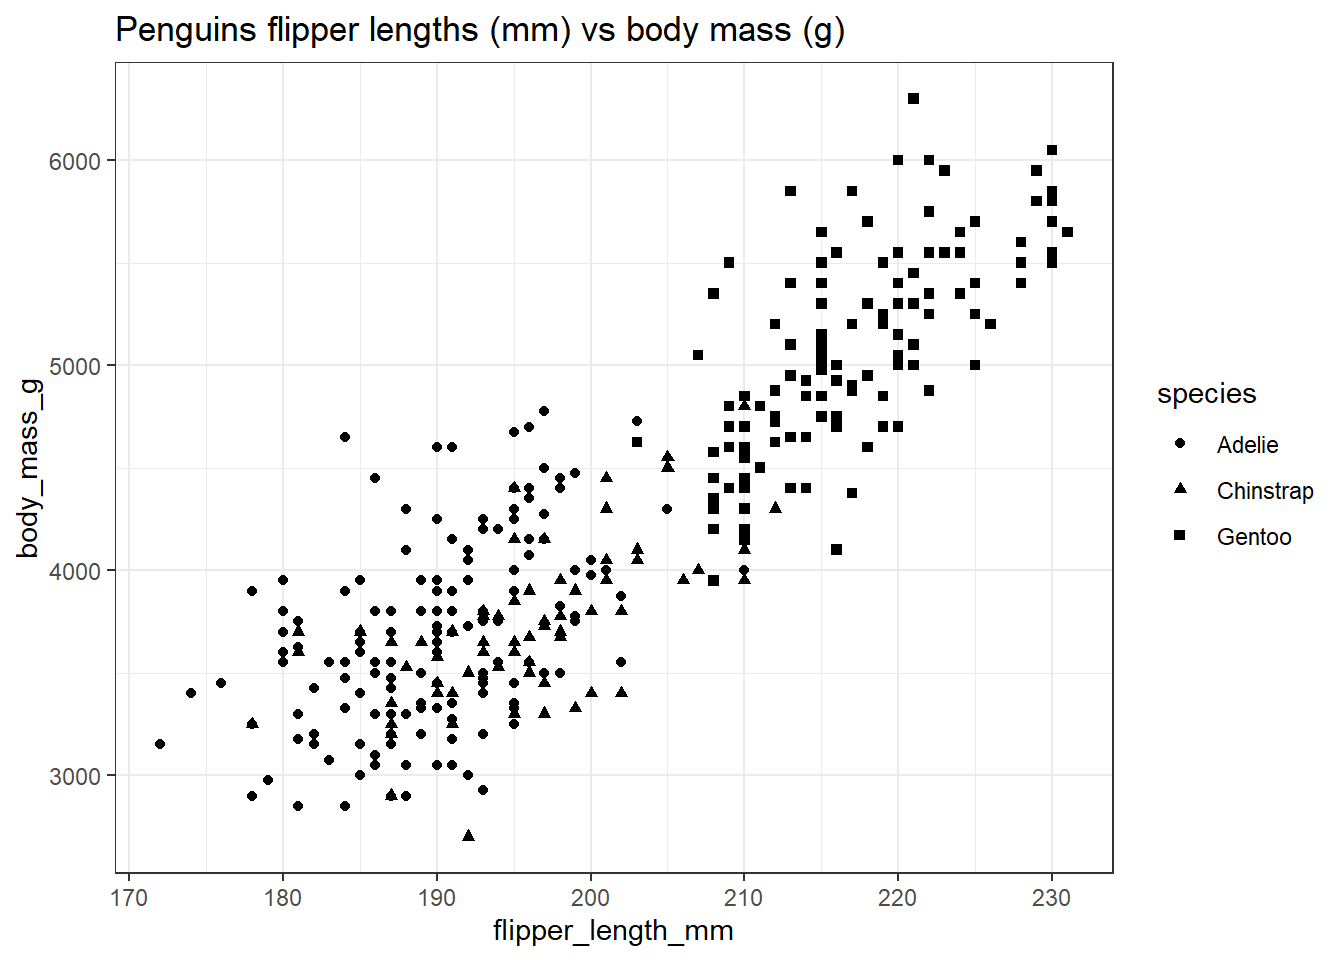 Penguins flipper lengths (mm) vs body mass (g)
6000
5000
4000
3000
body_mass_g
170 180 190 200 210 220 230
flipper_length_mm
species
Adelie
Chinstrap
Gentoo